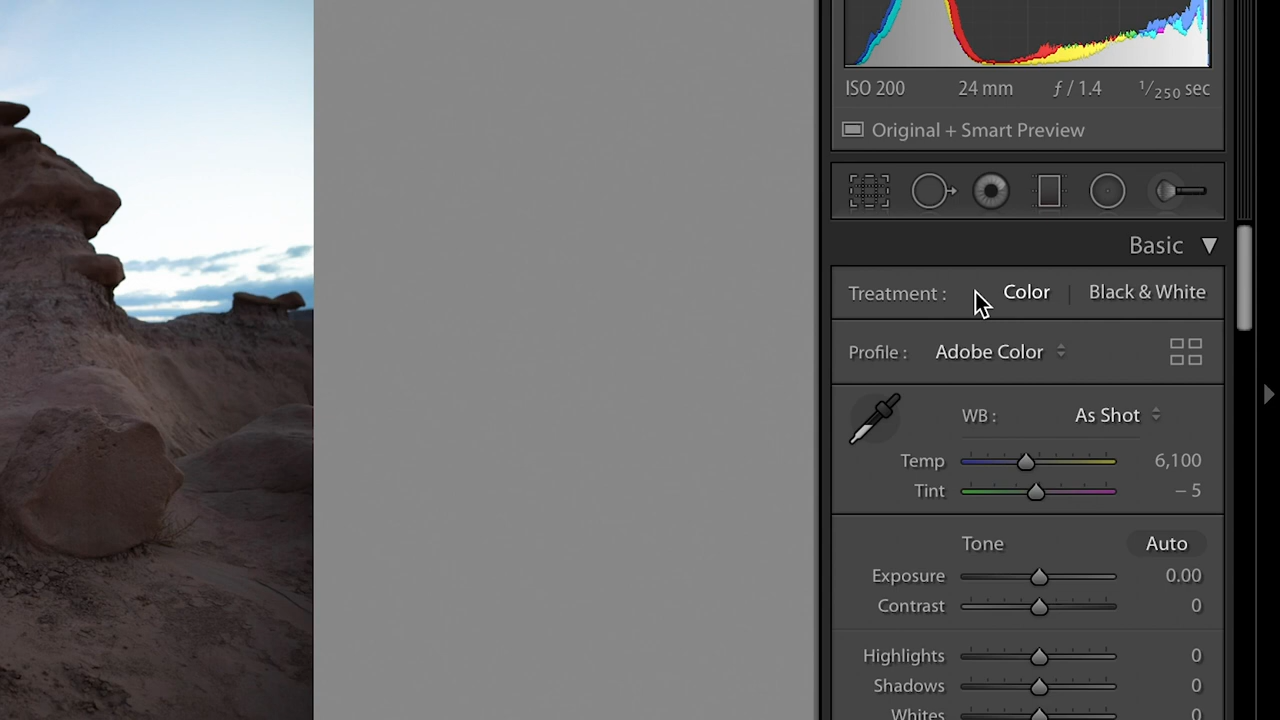 ISO 200 24 mm ƒ / 1.4 1/250 sec
Original + Smart Preview
Basic
Treatment : Color | Black & White
Profile : Adobe Color
WB : As Shot
Temp 6,100
Tint – 5
Tone Auto
Exposure 0.00
Contrast 0
Highlights 0
Shadows 0
Whites 0